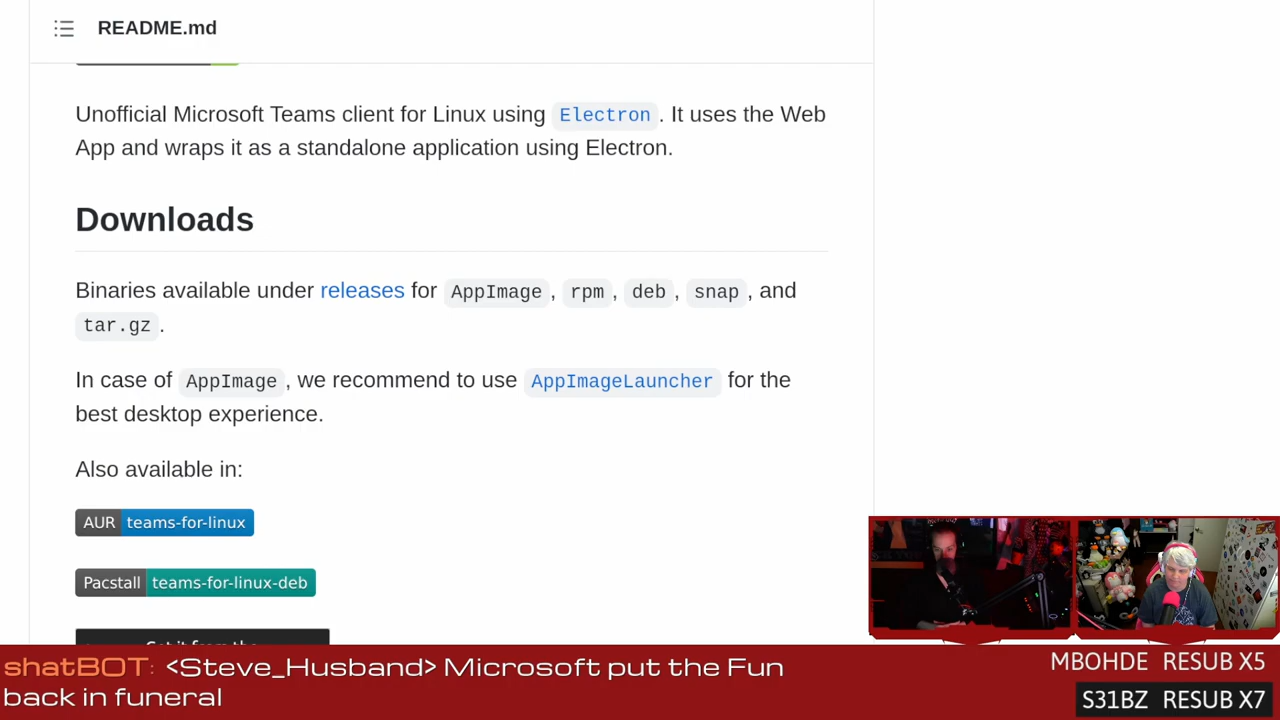 README.md
Unofficial Microsoft Teams client for Linux using Electron. It uses the Web
App and wraps it as a standalone application using Electron.
Downloads
Binaries available under releases for AppImage, rpm, deb, snap, and
tar.gz.
In case of AppImage, we recommend to use AppImageLauncher for the
best desktop experience.
Also available in:
AUR teams-for-linux
Pacstall teams-for-linux-deb
Get it from the
shatBOT: <Steve_Husband> Microsoft put the Fun
back in funeral
MBOHDE RESUB X5
S31BZ RESUB X7